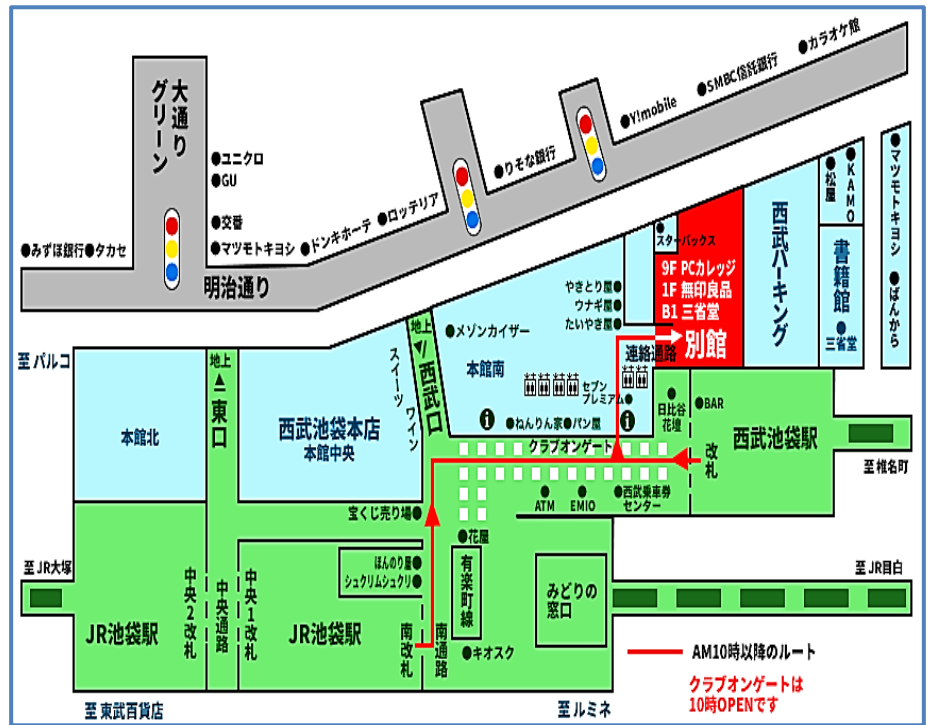 カラオケ館
SMBC信託銀行
Y!mobile
りそな銀行
ロッテリア
ドンキホーテ
大通り
グリーン
ユニクロ
GU
交番
マツモトキヨシ
みずほ銀行
タカセ
明治通り
マツモトキヨシ
ばんから
KAMO
松屋
書籍館
三省堂
西武パーキング
スターバックス
9F PCカレッジ
1F 無印良品
B1 三省堂
別館
やきとり屋
ウナギ屋
たいやき屋
連絡通路
至 パルコ
地上
東口
地上
西武口
スイーツ
ワイン
メゾンカイザー
本館南
セブン
プレミアム
本館北
西武池袋本店
本館中央
ねんりん家
パン屋
クラブオンゲート
日比谷
花壇
BAR
改札
西武池袋駅
至 椎名町
ATM
EMIO
西武乗車券
センター
宝くじ売り場
花屋
ほんのり屋
シュクリムシュクリ
有楽町線
みどりの
窓口
至 JR大塚
至 JR目白
中央2改札
中央通路
中央1改札
JR池袋駅
JR池袋駅
南改札
南通路
キオスク
AM10時以降のルート
クラブオンゲートは
10時OPENです
至 東武百貨店
至 ルミネ